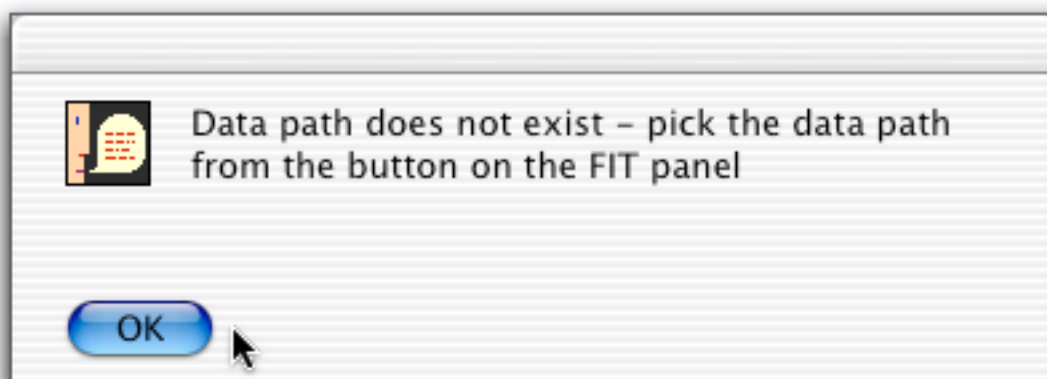 Data path does not exist – pick the data path
from the button on the FIT panel
OK